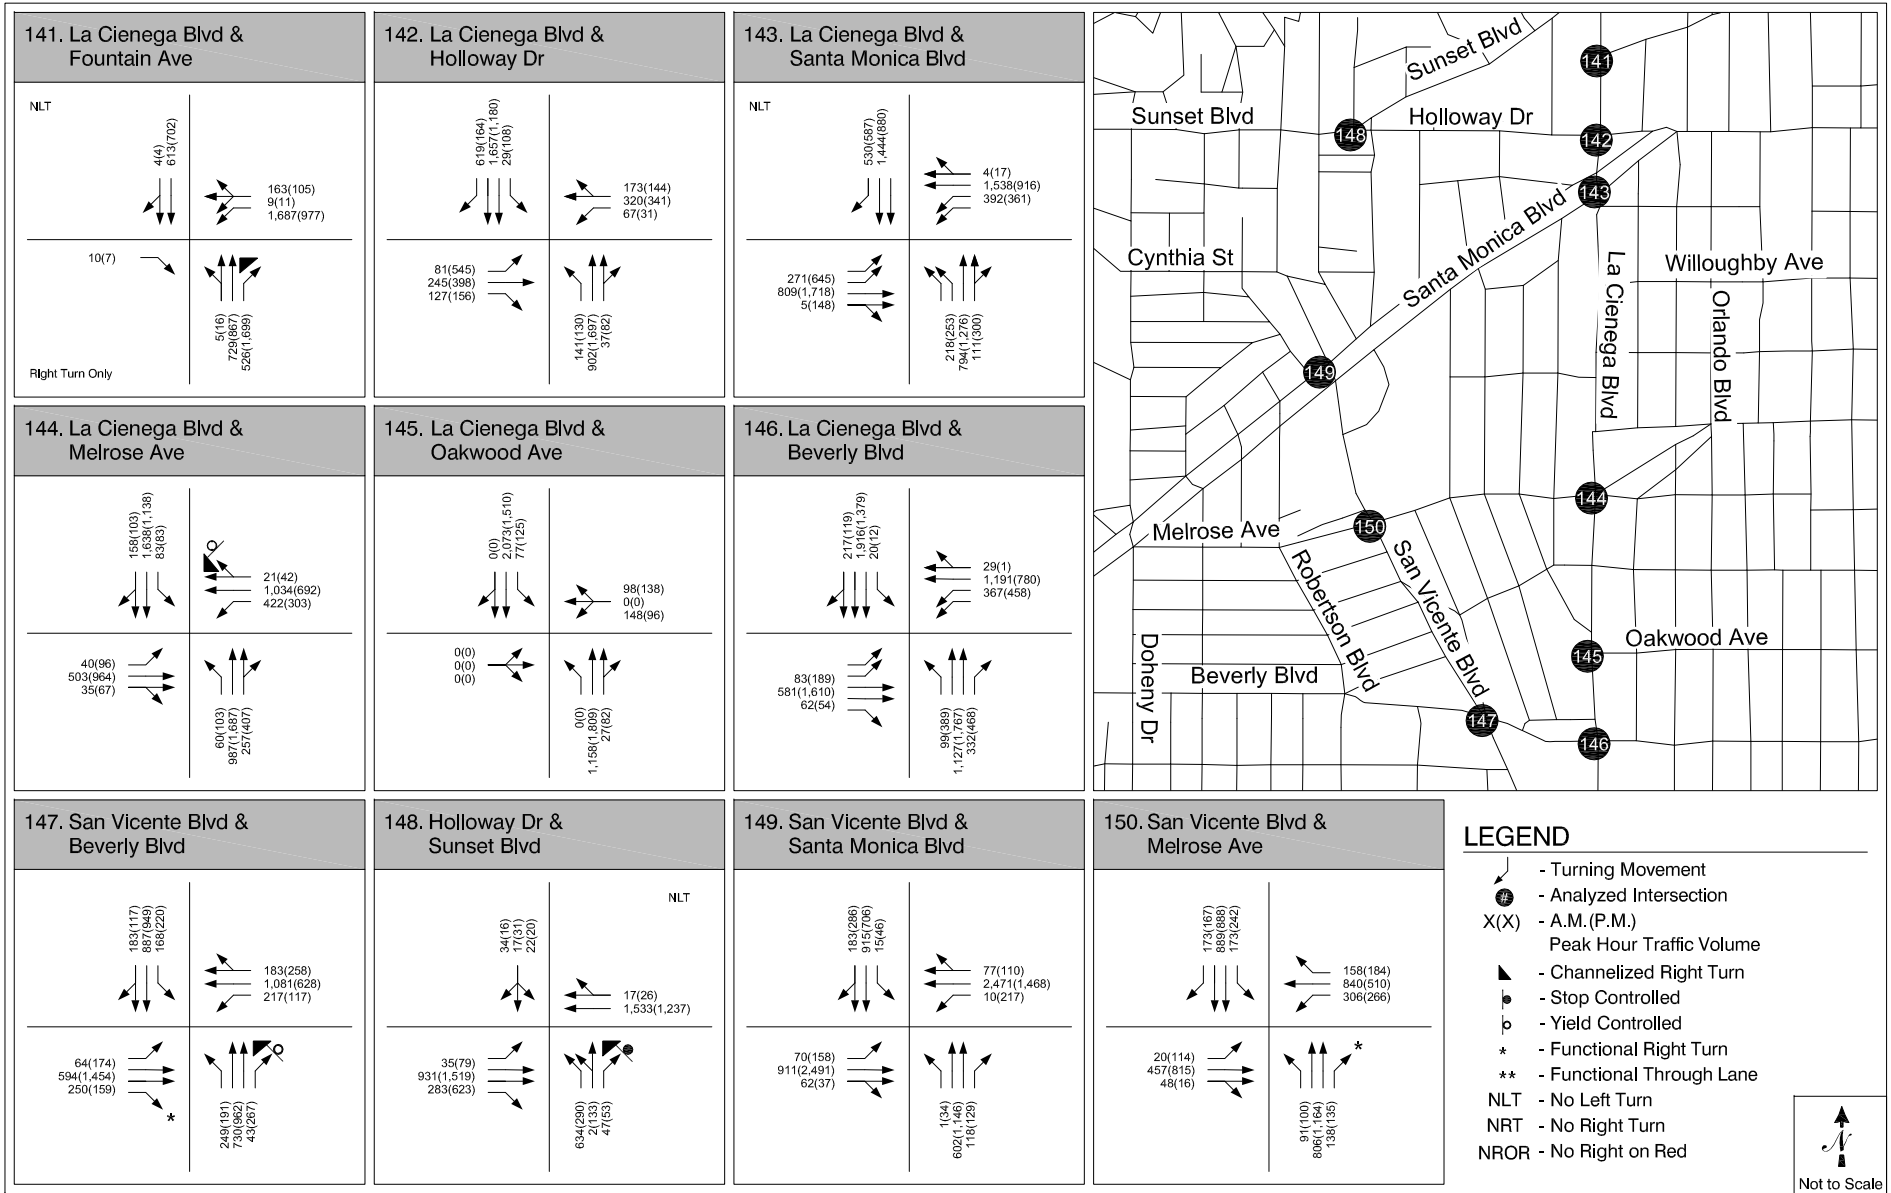 141. La Cienega Blvd &
Fountain Ave
NLT
4(4)
613(702)
163(105)
9(11)
1,687(977)
10(7)
5(16)
729(867)
526(1,699)
Right Turn Only
142. La Cienega Blvd &
Holloway Dr
619(164)
1,657(1,180)
29(108)
173(144)
320(341)
67(31)
81(545)
245(398)
127(156)
141(130)
902(1,697)
37(82)
143. La Cienega Blvd &
Santa Monica Blvd
NLT
530(587)
1,444(880)
4(17)
1,538(916)
392(361)
271(645)
809(1,718)
5(148)
218(253)
794(1,276)
111(300)
144. La Cienega Blvd &
Melrose Ave
158(103)
1,638(1,138)
83(83)
21(42)
1,034(692)
422(303)
40(96)
503(964)
35(67)
60(103)
987(1,687)
257(407)
145. La Cienega Blvd &
Oakwood Ave
0(0)
2,073(1,510)
77(125)
98(138)
0(0)
148(96)
0(0)
0(0)
0(0)
0(0)
1,158(1,809)
27(82)
146. La Cienega Blvd &
Beverly Blvd
217(119)
1,916(1,379)
20(12)
29(1)
1,191(780)
367(458)
83(189)
581(1,610)
62(54)
99(389)
1,127(1,767)
332(468)
147. San Vicente Blvd &
Beverly Blvd
183(117)
887(949)
168(220)
183(258)
1,081(628)
217(117)
64(174)
594(1,454)
250(159)
*
249(191)
730(962)
43(267)
148. Holloway Dr &
Sunset Blvd
NLT
34(16)
17(31)
22(20)
17(26)
1,533(1,237)
35(79)
931(1,519)
283(623)
634(290)
2(133)
47(53)
149. San Vicente Blvd &
Santa Monica Blvd
183(286)
915(706)
15(46)
77(110)
2,471(1,468)
10(217)
70(158)
911(2,491)
62(37)
1(34)
602(1,146)
118(129)
150. San Vicente Blvd &
Melrose Ave
173(167)
889(888)
173(242)
158(184)
840(510)
306(266)
20(114)
457(815)
48(16)
*
91(100)
806(1,164)
138(135)
Sunset Blvd
141
Sunset Blvd
148
Holloway Dr
142
143
Cynthia St
Santa Monica Blvd
La Cienega Blvd
Willoughby Ave
Orlando Blvd
149
144
Melrose Ave
150
Robertson Blvd
San Vicente Blvd
Doheny Dr
Oakwood Ave
145
Beverly Blvd
147
146
LEGEND
- Turning Movement
# - Analyzed Intersection
X(X) - A.M.(P.M.)
Peak Hour Traffic Volume
- Channelized Right Turn
- Stop Controlled
- Yield Controlled
* - Functional Right Turn
** - Functional Through Lane
NLT - No Left Turn
NRT - No Right Turn
NROR - No Right on Red
N
Not to Scale